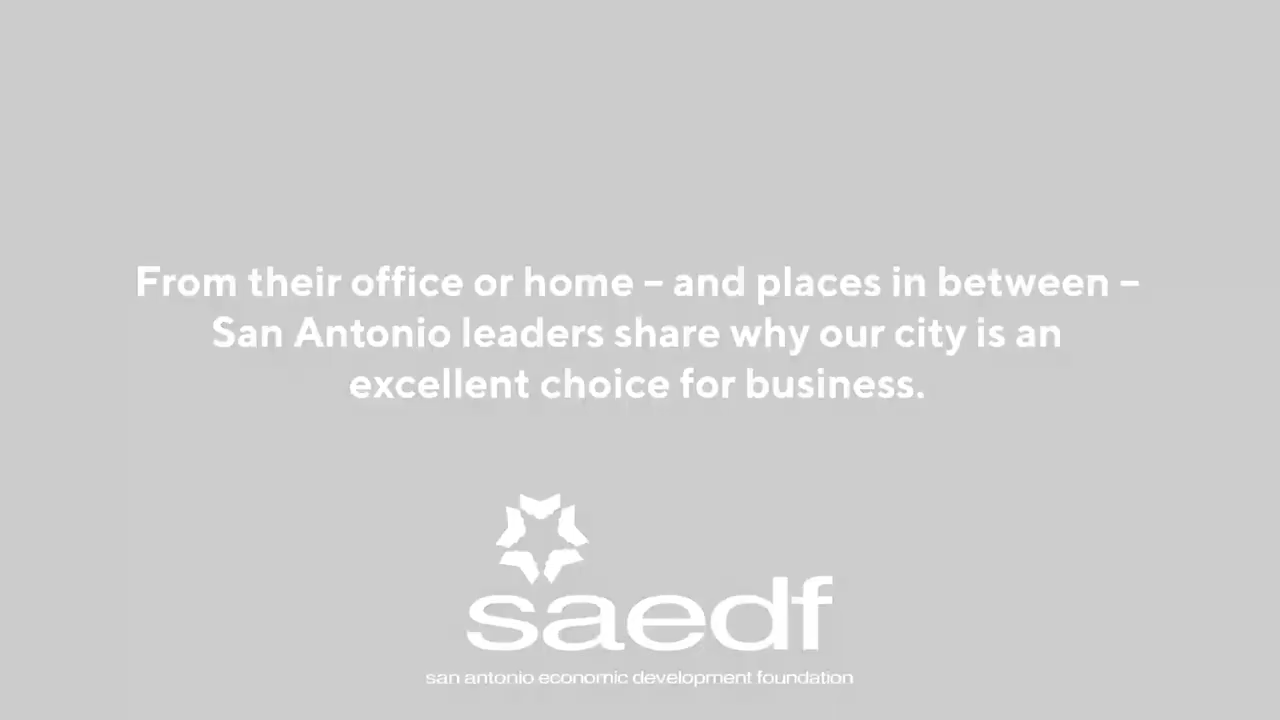 From their office or home – and places in between –
San Antonio leaders share why our city is an
excellent choice for business.
saedf
san antonio economic development foundation